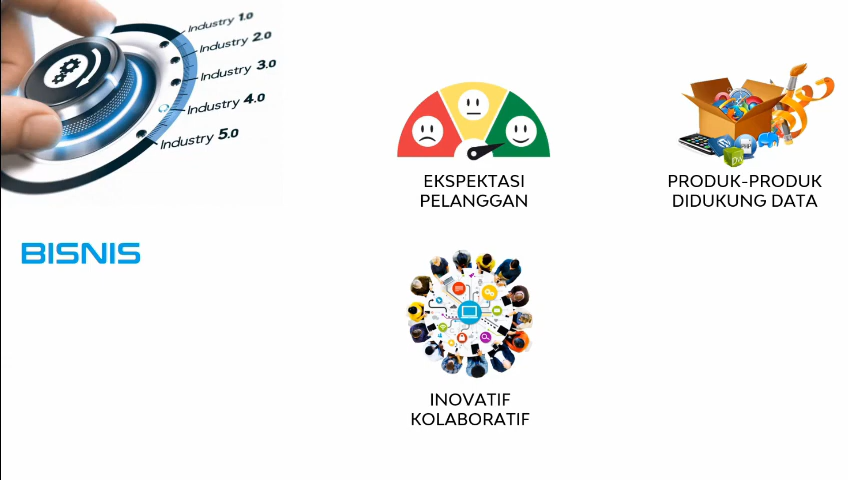 Industry 1.0
Industry 2.0
Industry 3.0
Industry 4.0
Industry 5.0
EKSPEKTASI
PELANGGAN
PRODUK-PRODUK
DIDUKUNG DATA
BISNIS
INOVATIF
KOLABORATIF